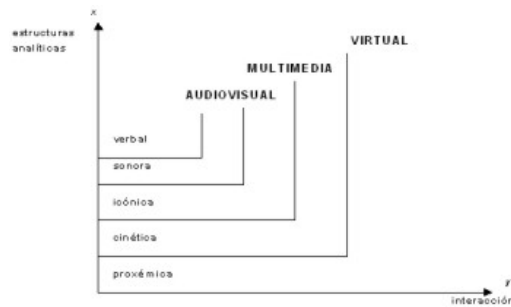 x
estructuras
analíticas
VIRTUAL
MULTIMEDIA
AUDIOVISUAL
verbal
sonora
icónica
cinética
proxémica
y
interacción